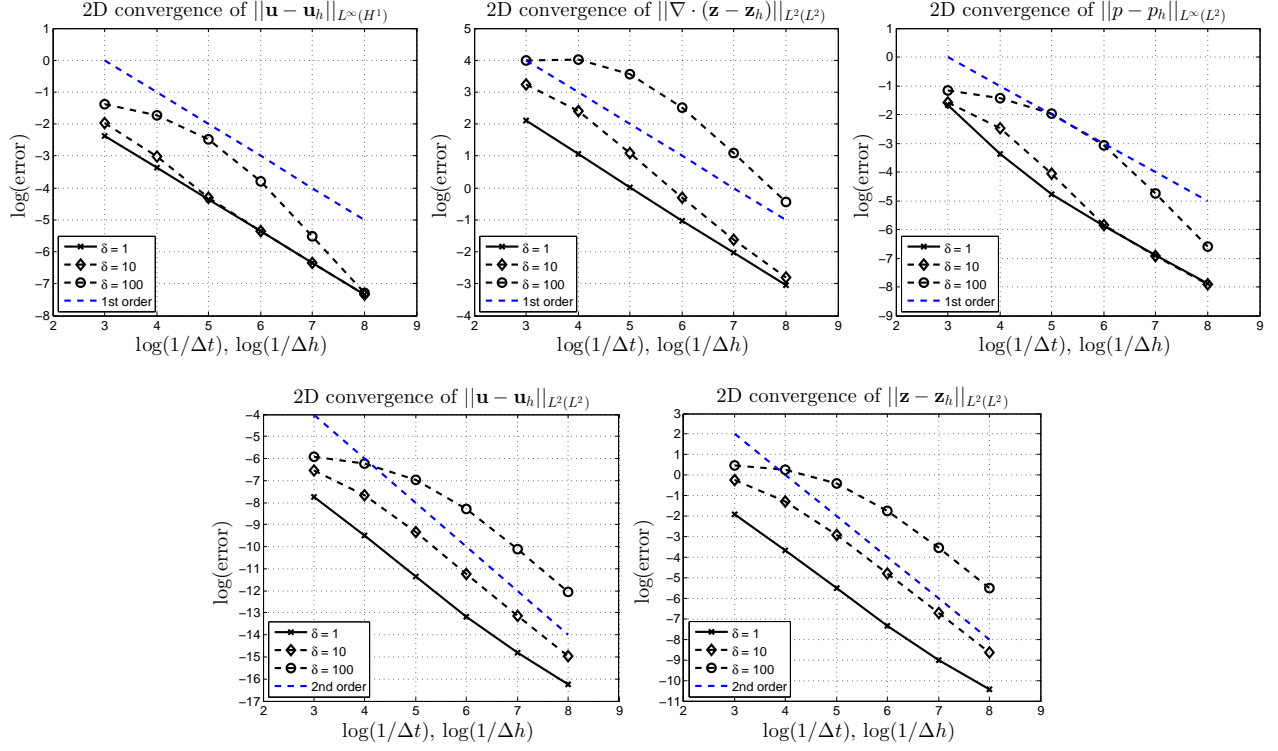 2D convergence of ||u − u_h||_{L^∞(H^1)}
1
0
−1
−2
−3
−4
−5
−6
−7
−8
log(error)
δ = 1
δ = 10
δ = 100
1st order
2 3 4 5 6 7 8 9
log(1/Δt), log(1/Δh)
2D convergence of ||∇ · (z − z_h)||_{L^2(L^2)}
5
4
3
2
1
0
−1
−2
−3
−4
log(error)
δ = 1
δ = 10
δ = 100
1st order
2 3 4 5 6 7 8 9
log(1/Δt), log(1/Δh)
2D convergence of ||p − p_h||_{L^∞(L^2)}
1
0
−1
−2
−3
−4
−5
−6
−7
−8
−9
log(error)
δ = 1
δ = 10
δ = 100
1st order
2 3 4 5 6 7 8 9
log(1/Δt), log(1/Δh)
2D convergence of ||u − u_h||_{L^2(L^2)}
−4
−5
−6
−7
−8
−9
−10
−11
−12
−13
−14
−15
−16
−17
log(error)
δ = 1
δ = 10
δ = 100
2nd order
2 3 4 5 6 7 8 9
log(1/Δt), log(1/Δh)
2D convergence of ||z − z_h||_{L^2(L^2)}
3
2
1
0
−1
−2
−3
−4
−5
−6
−7
−8
−9
−10
−11
log(error)
δ = 1
δ = 10
δ = 100
2nd order
2 3 4 5 6 7 8 9
log(1/Δt), log(1/Δh)